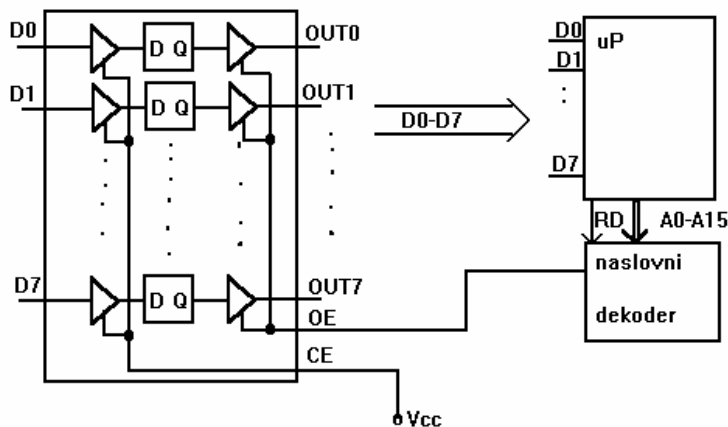 D0
D Q
OUT0
D1
D Q
OUT1
D7
D Q
OUT7
OE
CE
Vcc
D0-D7
D0
uP
D1
D7
RD
A0-A15
naslovni
dekoder